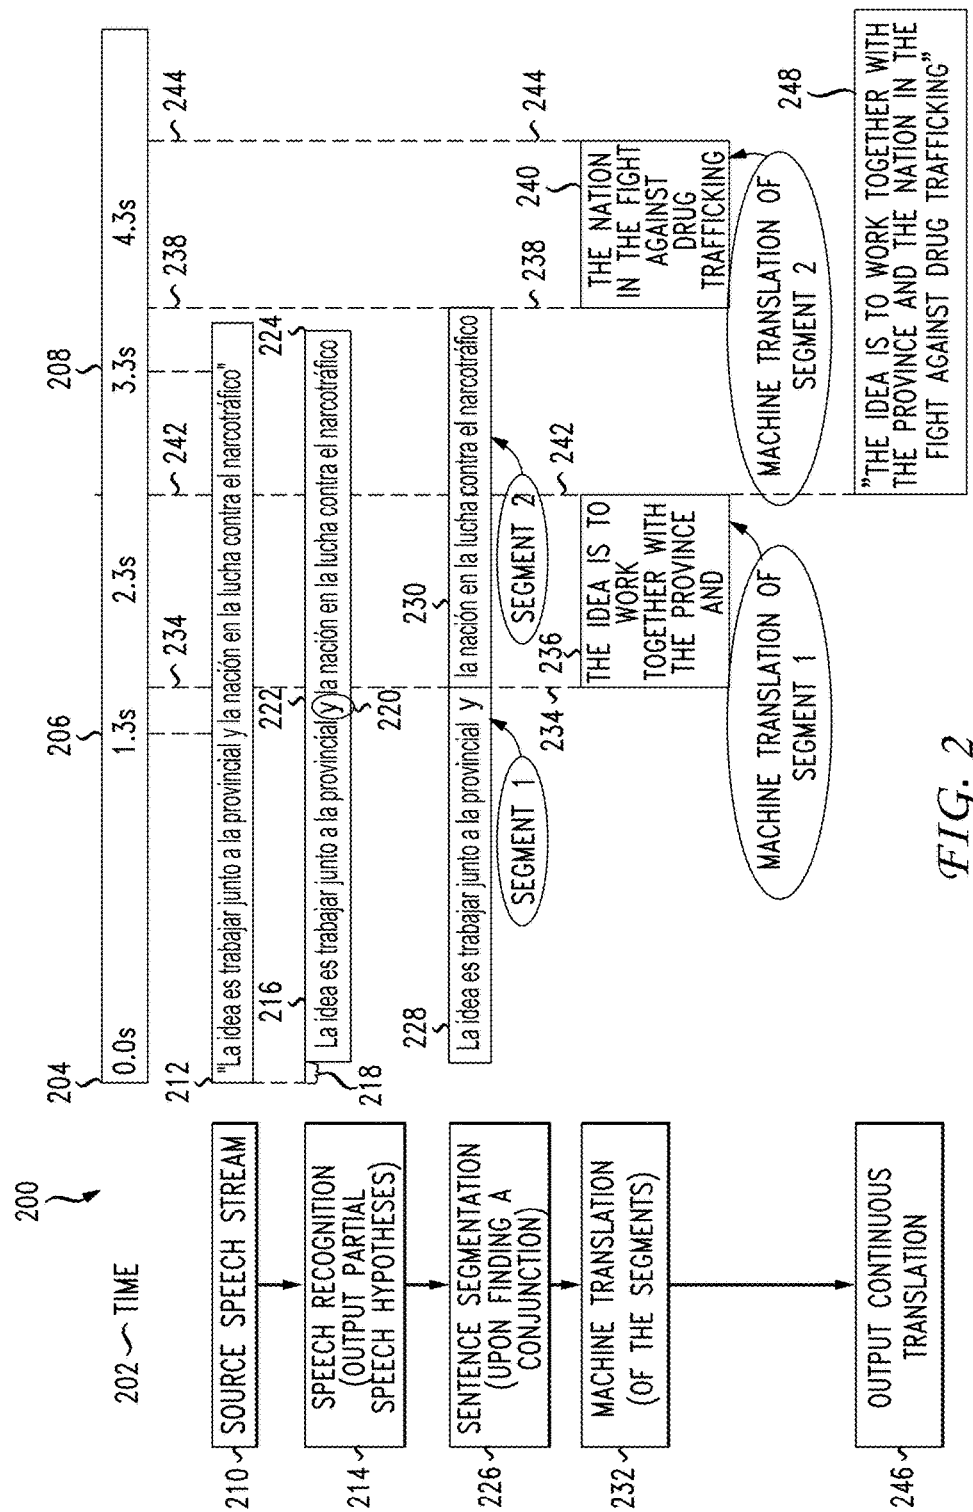 200
202 TIME
204
206
208
0.0s
1.3s
2.3s
3.3s
4.3s
234
242
238
244
210
SOURCE SPEECH STREAM
212
"La idea es trabajar junto a la provincial y la nación en la lucha contra el narcotráfico"
214
SPEECH RECOGNITION
(OUTPUT PARTIAL
SPEECH HYPOTHESES)
216
218
222
224
La idea es trabajar junto a la provincial y la nación en la lucha contra el narcotráfico
220
226
SENTENCE SEGMENTATION
(UPON FINDING A
CONJUNCTION)
228
230
La idea es trabajar junto a la provincial y
la nación en la lucha contra el narcotráfico
SEGMENT 1
SEGMENT 2
234
242
238
244
232
MACHINE TRANSLATION
(OF THE SEGMENTS)
236
THE IDEA IS TO
WORK
TOGETHER WITH
THE PROVINCE
AND
240
THE NATION
IN THE FIGHT
AGAINST
DRUG
TRAFFICKING
MACHINE TRANSLATION OF
SEGMENT 1
MACHINE TRANSLATION OF
SEGMENT 2
246
OUTPUT CONTINUOUS
TRANSLATION
248
"THE IDEA IS TO WORK TOGETHER WITH
THE PROVINCE AND THE NATION IN THE
FIGHT AGAINST DRUG TRAFFICKING"
FIG. 2